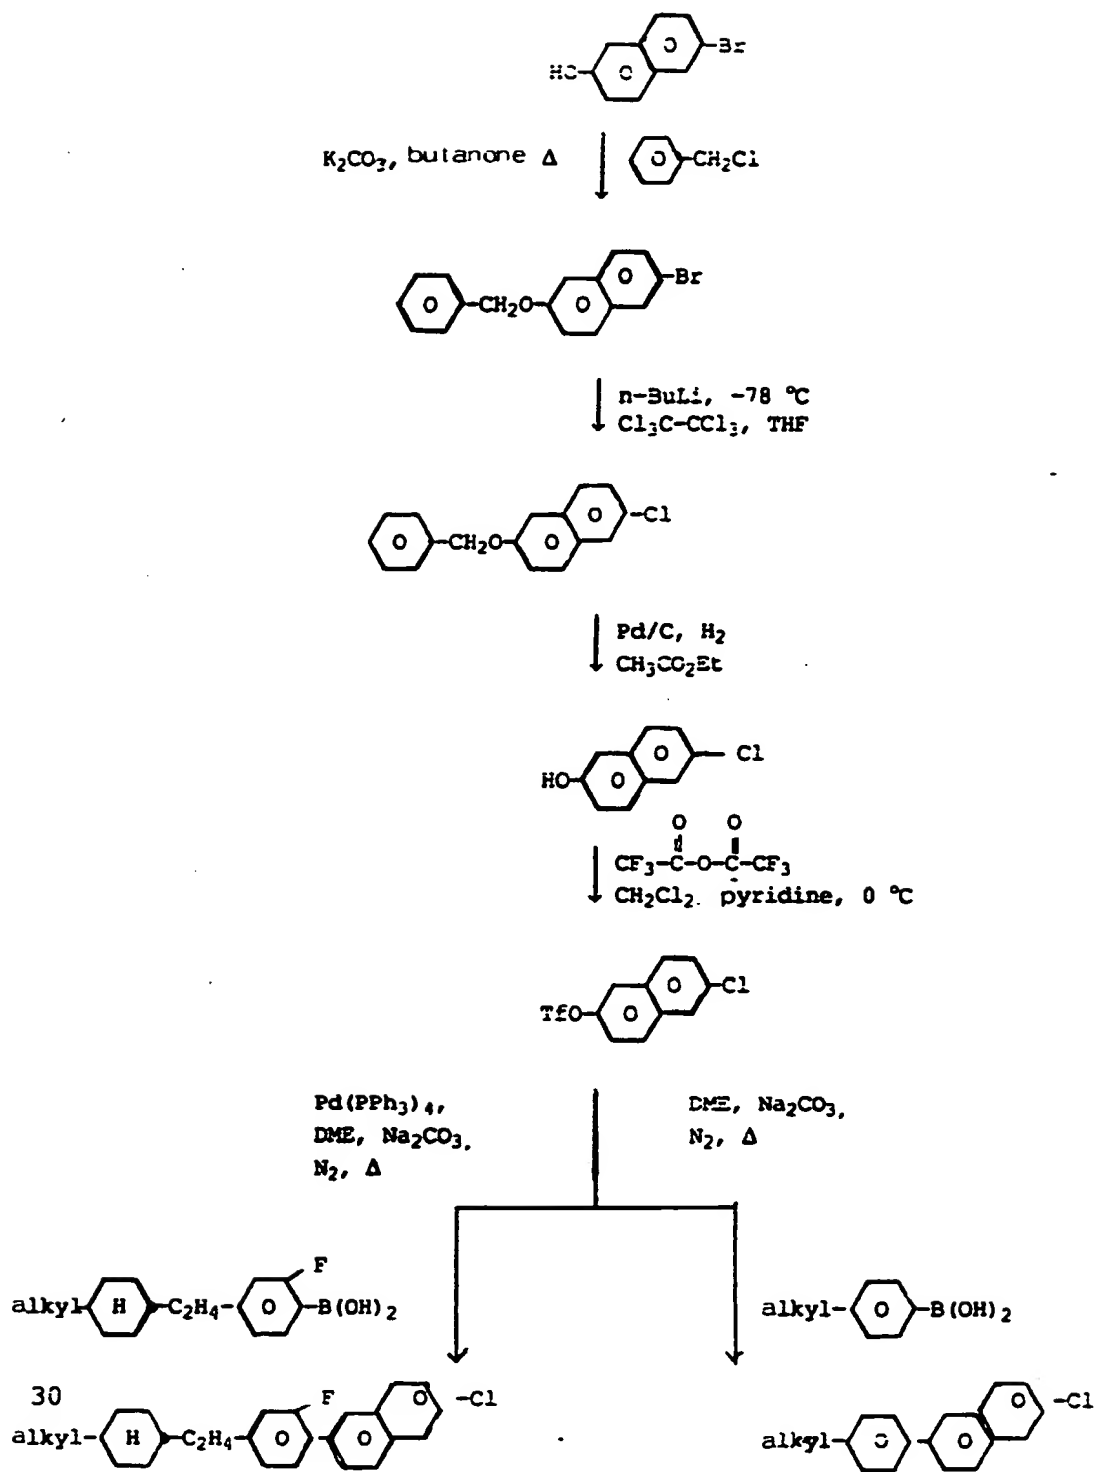 HO-O O-Br
K₂CO₃, butanone Δ O-CH₂Cl
O-CH₂O-O O-Br
n-BuLi, -78 °C
Cl₃C-CCl₃, THF
O-CH₂O-O O-Cl
Pd/C, H₂
CH₃CO₂Et
HO-O O-Cl
O O
CF₃-C-O-C-CF₃
CH₂Cl₂. pyridine, 0 °C
TfO-O O-Cl
Pd(PPh₃)₄,
DME, Na₂CO₃,
N₂, Δ
DME, Na₂CO₃,
N₂, Δ
F
alkyl-H-C₂H₄-O-B(OH)₂
alkyl-O-B(OH)₂
30
F
alkyl-H-C₂H₄-O-O O-Cl
alkyl-O-O O-Cl